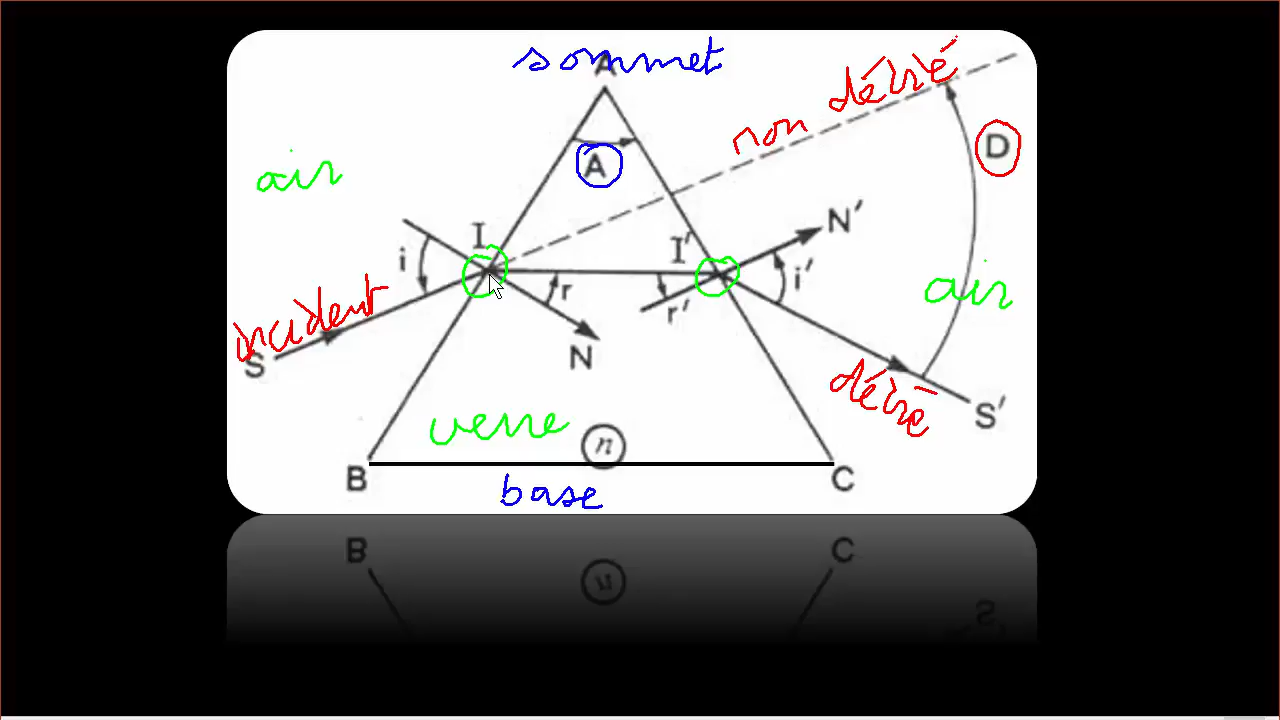 sommet
A
non dévié
D
A
air
N'
I
I'
i
i'
air
r
r'
incident
N
S
dévié
S'
verre
n
B
C
base
B
C
n
S'